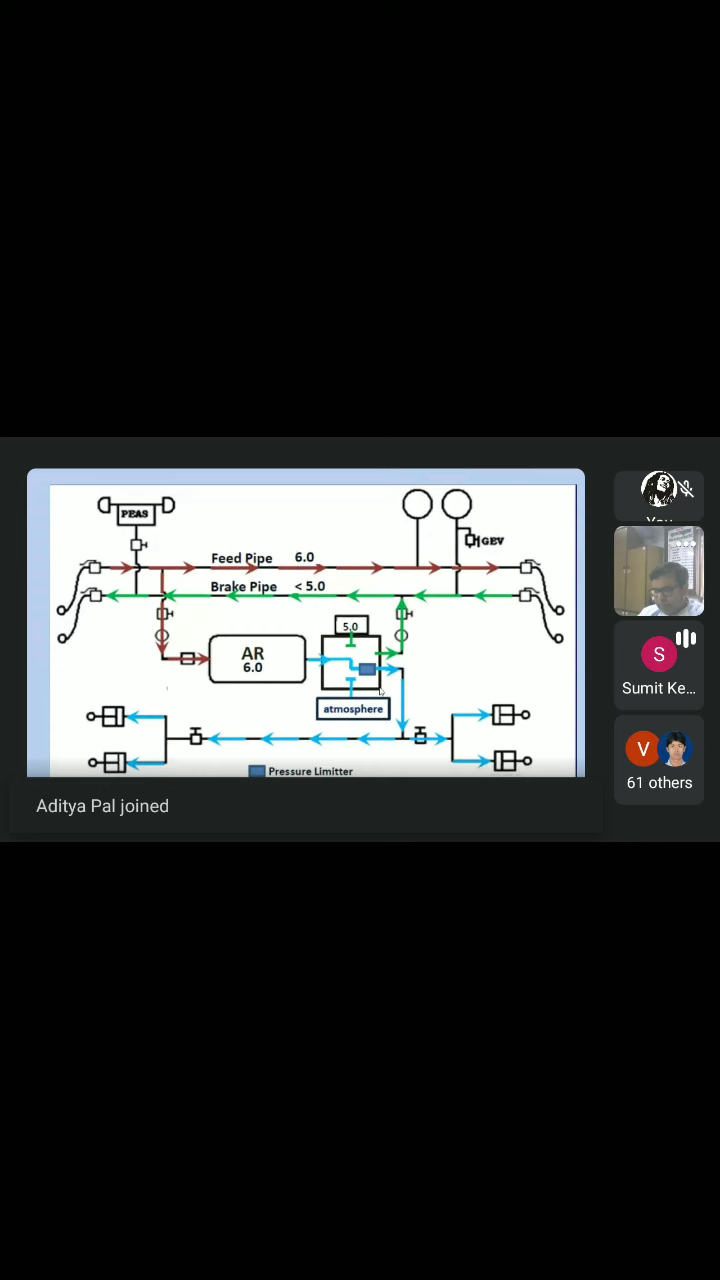 PEAS
GEV
Feed Pipe 6.0
Brake Pipe < 5.0
5.0
AR
6.0
atmosphere
Pressure Limitter
S
Sumit Ke...
V
61 others
Aditya Pal joined